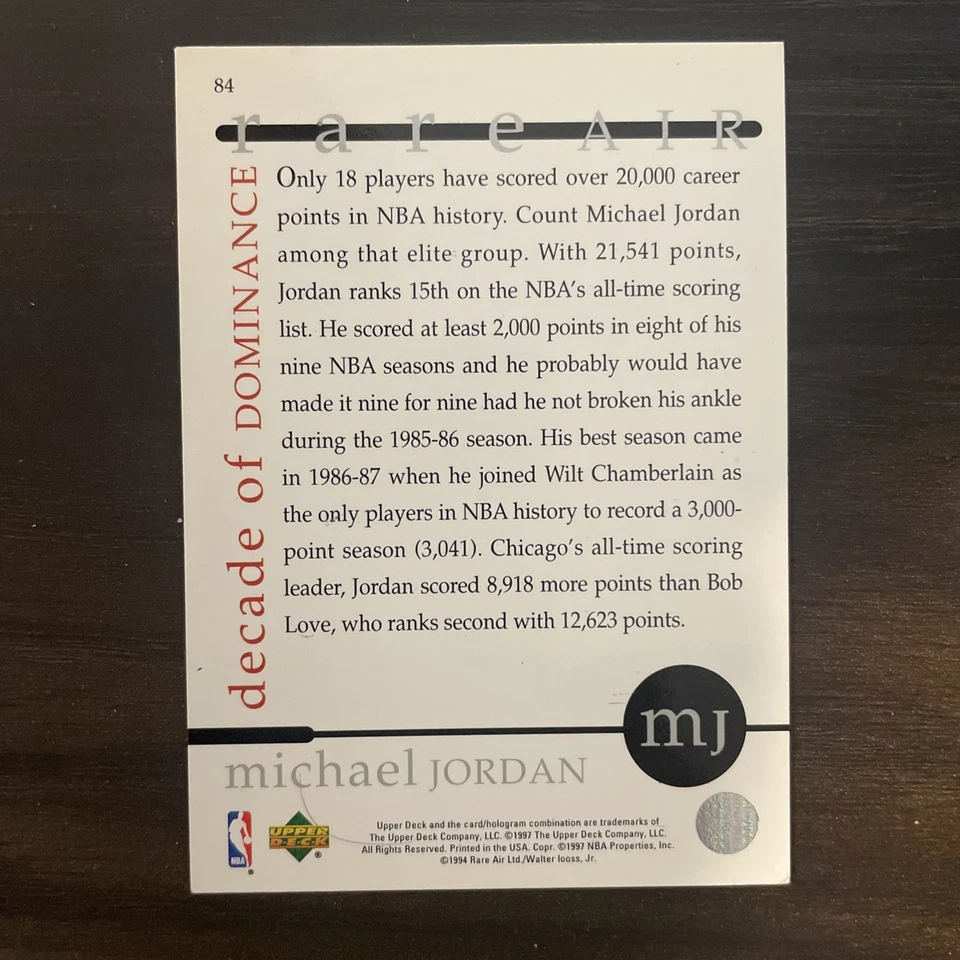 84
rare AIR
decade of DOMINANCE
Only 18 players have scored over 20,000 career
points in NBA history. Count Michael Jordan
among that elite group. With 21,541 points,
Jordan ranks 15th on the NBA's all-time scoring
list. He scored at least 2,000 points in eight of his
nine NBA seasons and he probably would have
made it nine for nine had he not broken his ankle
during the 1985-86 season. His best season came
in 1986-87 when he joined Wilt Chamberlain as
the only players in NBA history to record a 3,000-
point season (3,041). Chicago's all-time scoring
leader, Jordan scored 8,918 more points than Bob
Love, who ranks second with 12,623 points.
mJ
michael JORDAN
NBA
UPPER
DECK
®
Upper Deck and the card/hologram combination are trademarks of
The Upper Deck Company, LLC. ©1997 The Upper Deck Company, LLC.
All Rights Reserved. Printed in the USA. Copr. ©1997 NBA Properties, Inc.
©1994 Rare Air Ltd./Walter Iooss, Jr.